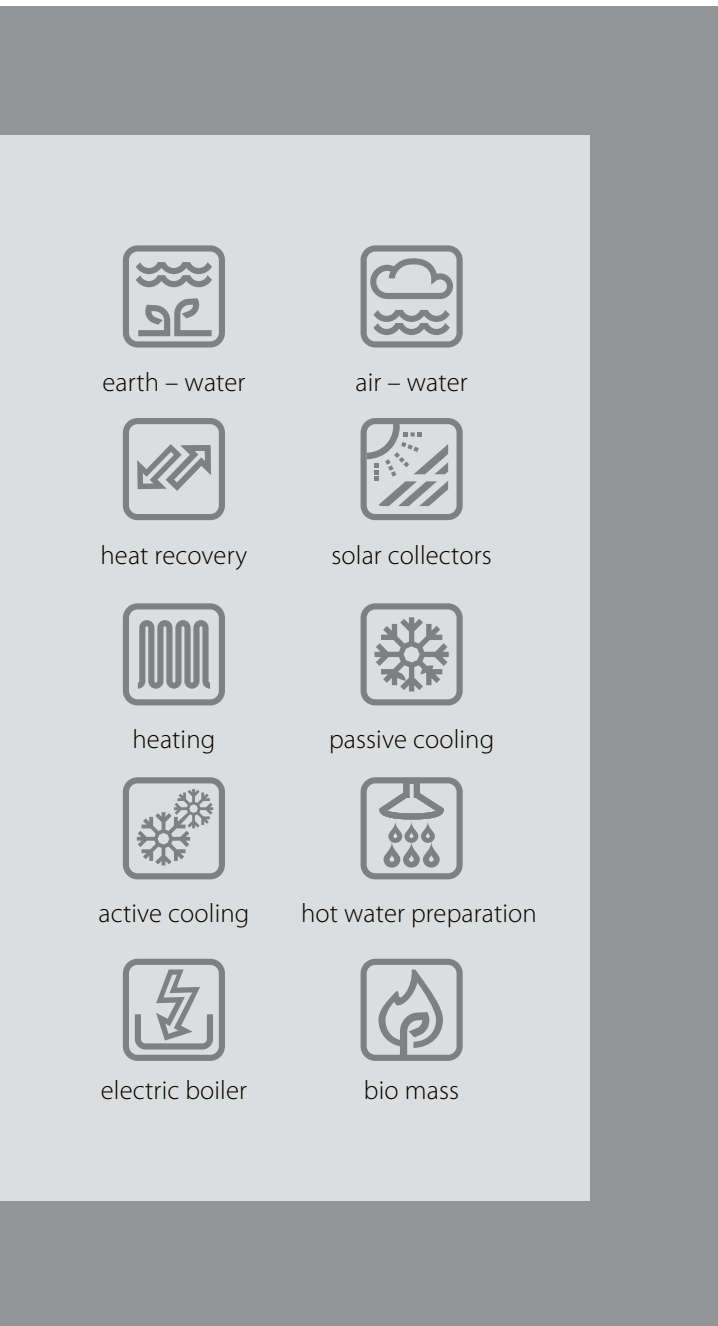 earth – water
air – water
heat recovery
solar collectors
heating
passive cooling
active cooling
hot water preparation
electric boiler
bio mass